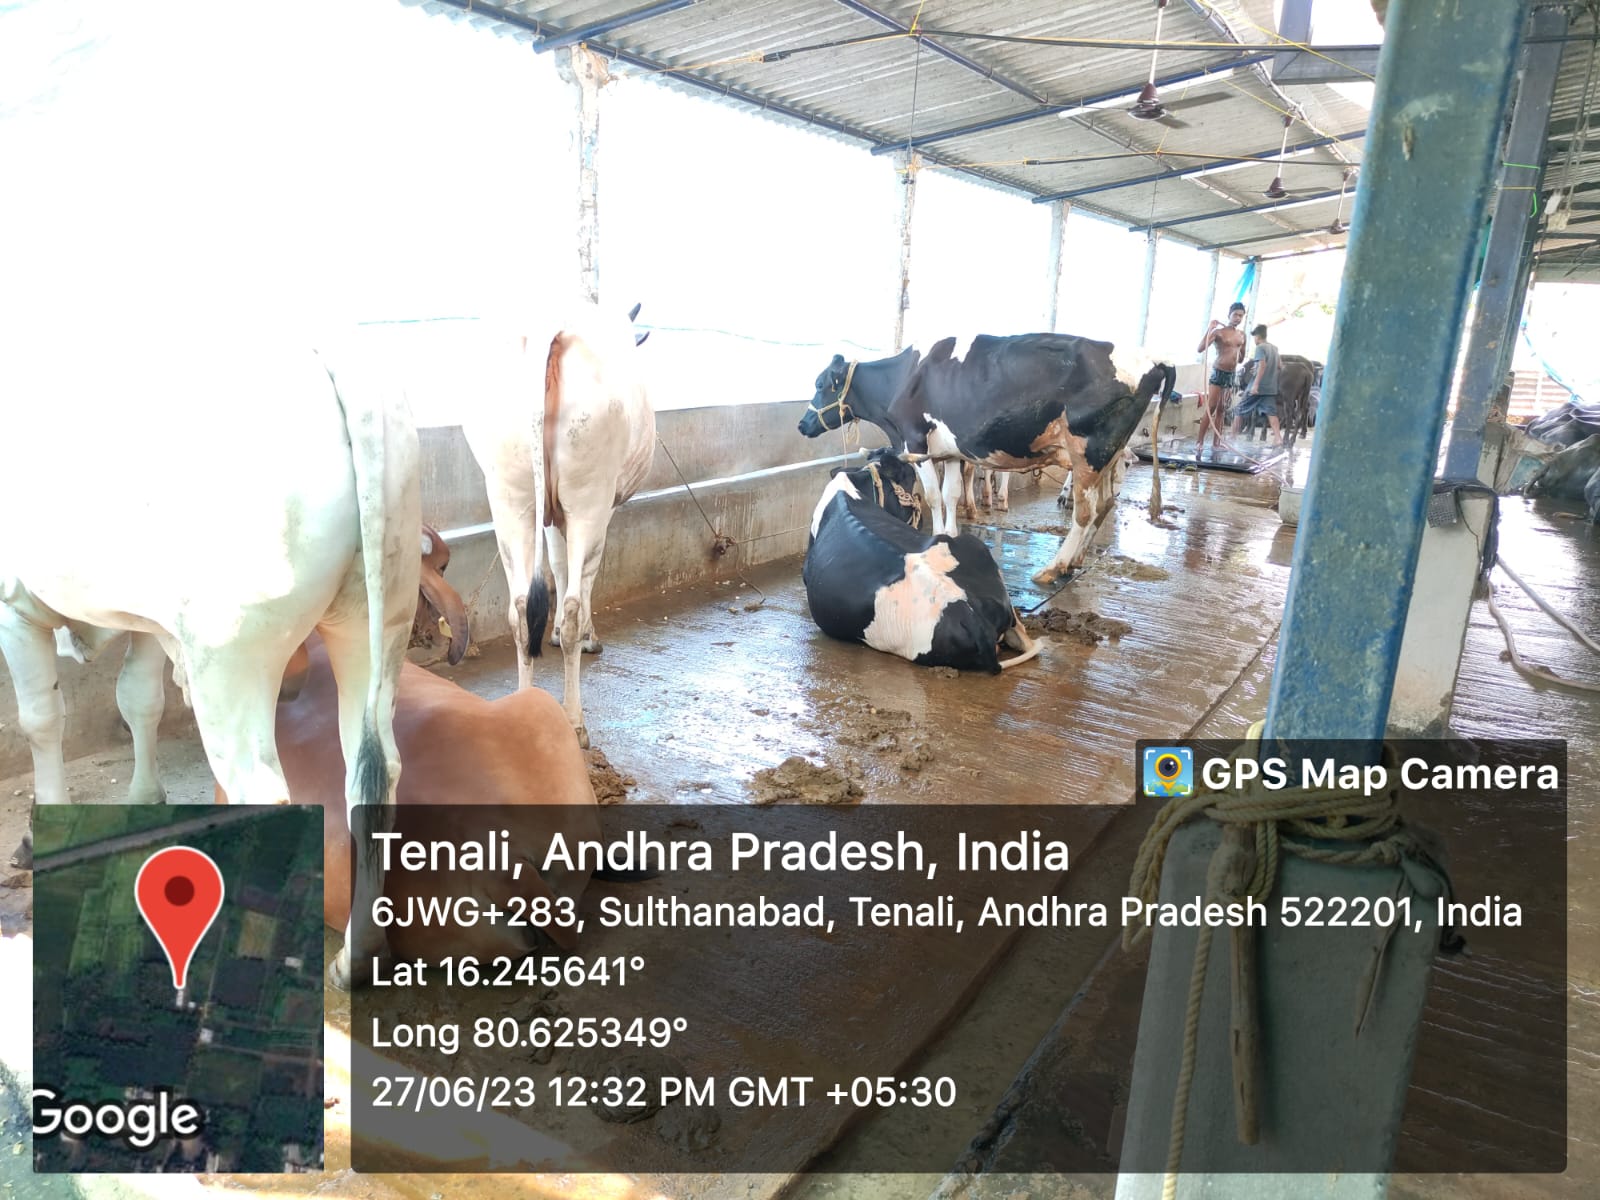 GPS Map Camera
Tenali, Andhra Pradesh, India
6JWG+283, Sulthanabad, Tenali, Andhra Pradesh 522201, India
Lat 16.245641°
Long 80.625349°
27/06/23 12:32 PM GMT +05:30
Google